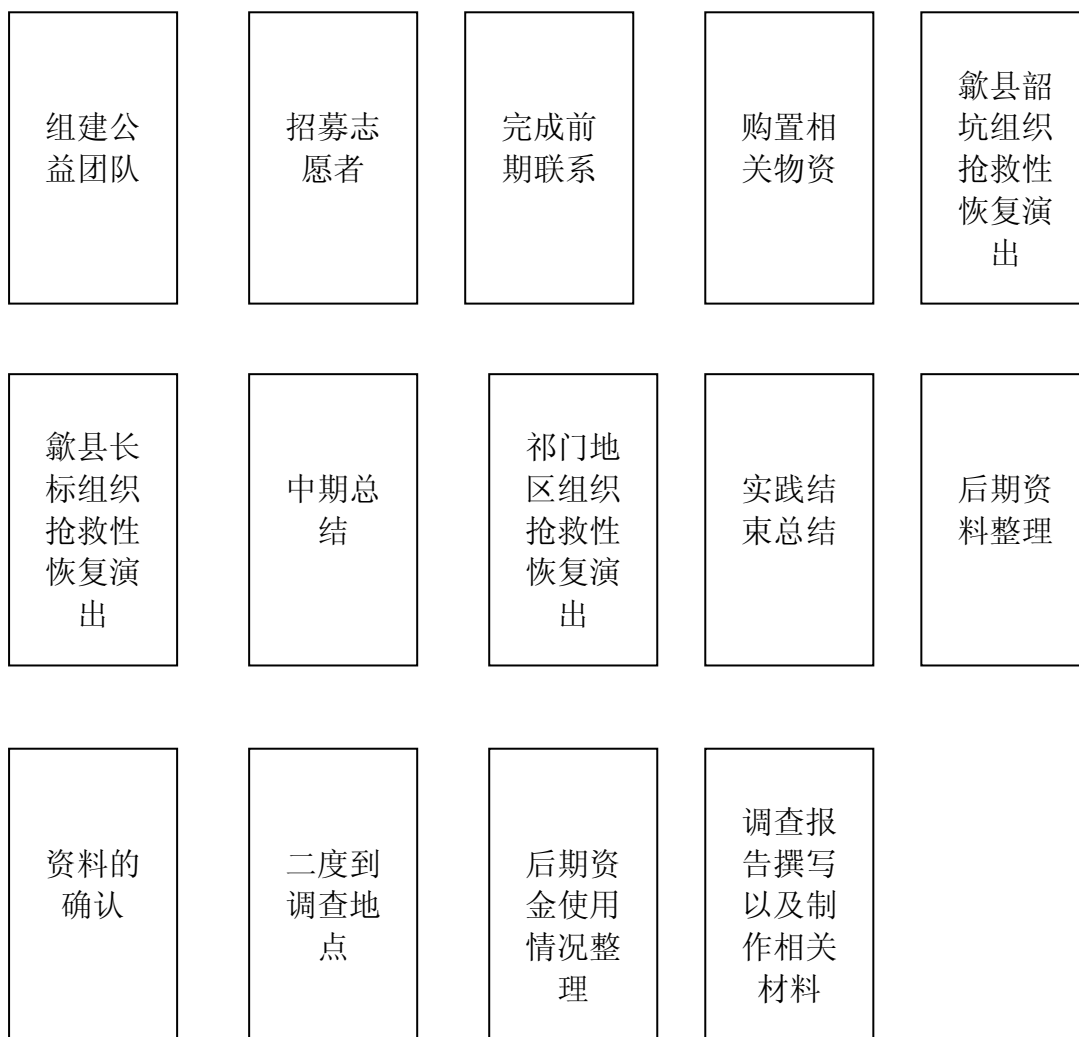 组建公
益团队
招募志
愿者
完成前
期联系
购置相
关物资
歙县韶
坑组织
抢救性
恢复演
出
歙县长
标组织
抢救性
恢复演
出
中期总
结
祁门地
区组织
抢救性
恢复演
出
实践结
束总结
后期资
料整理
资料的
确认
二度到
调查地
点
后期资
金使用
情况整
理
调查报
告撰写
以及制
作相关
材料